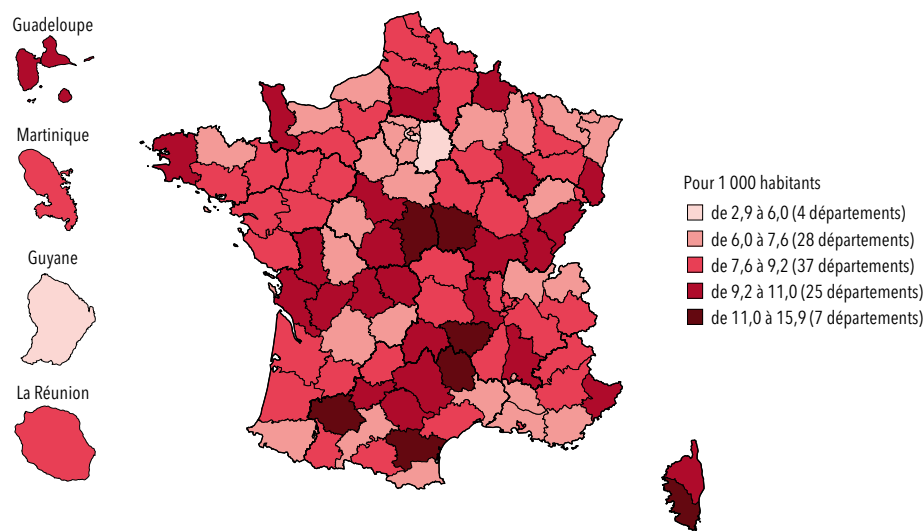 Guadeloupe
Martinique
Guyane
La Réunion
Pour 1 000 habitants
de 2,9 à 6,0 (4 départements)
de 6,0 à 7,6 (28 départements)
de 7,6 à 9,2 (37 départements)
de 9,2 à 11,0 (25 départements)
de 11,0 à 15,9 (7 départements)